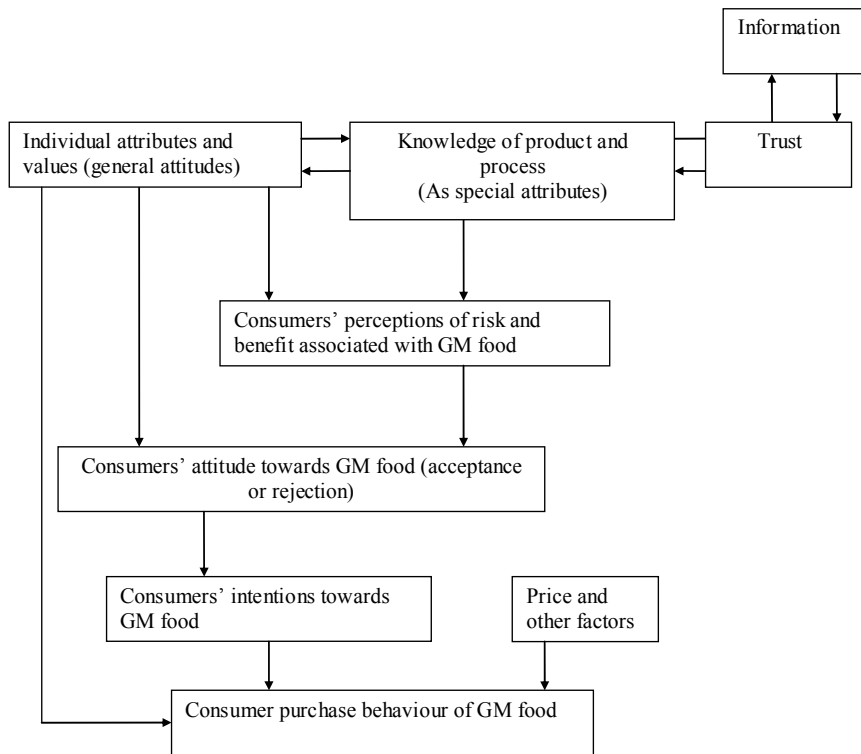 Information
Individual attributes and
values (general attitudes)
Knowledge of product and
process
(As special attributes)
Trust
Consumers’ perceptions of risk and
benefit associated with GM food
Consumers’ attitude towards GM food (acceptance
or rejection)
Consumers’ intentions towards
GM food
Price and
other factors
Consumer purchase behaviour of GM food